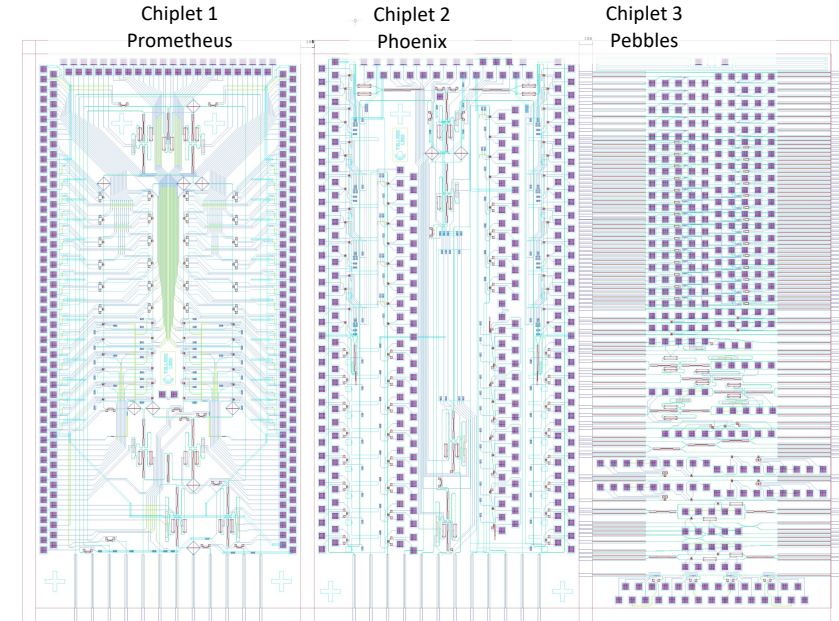 Chiplet 1
Prometheus
Chiplet 2
Phoenix
Chiplet 3
Pebbles